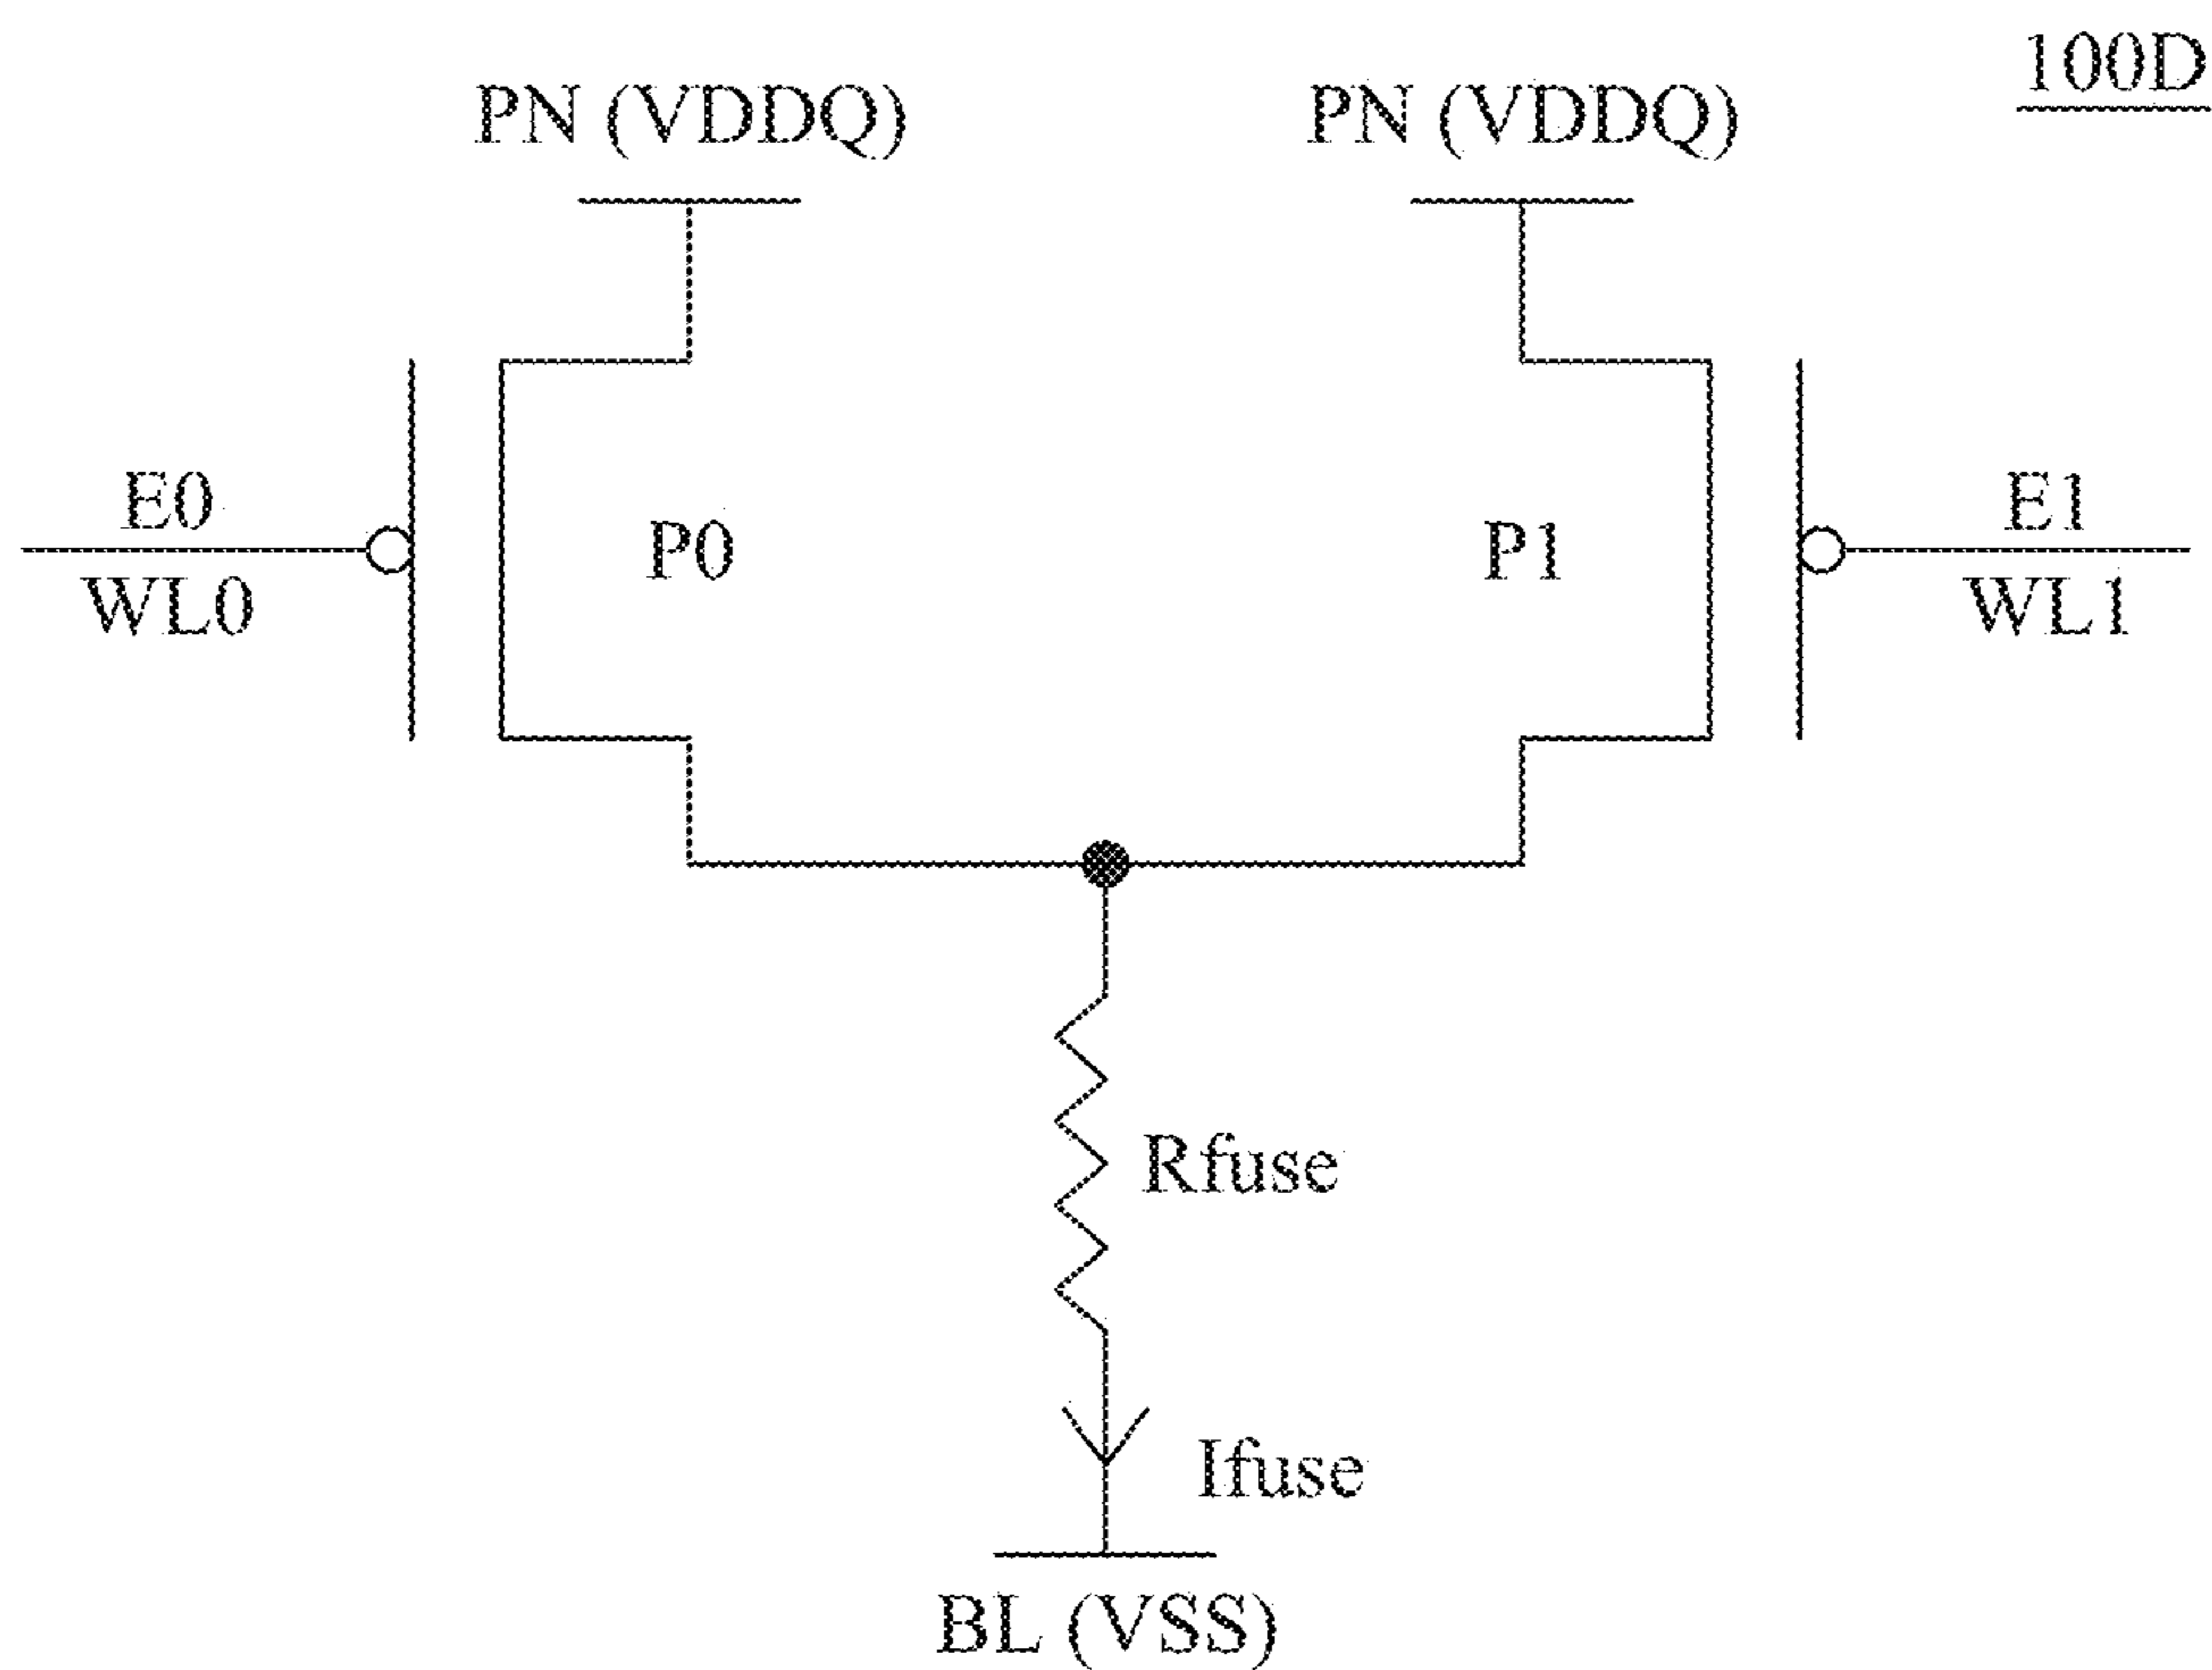 100D
PN (VDDQ)
PN (VDDQ)
E0
WL0
P0
P1
E1
WL1
Rfuse
Ifuse
BL (VSS)